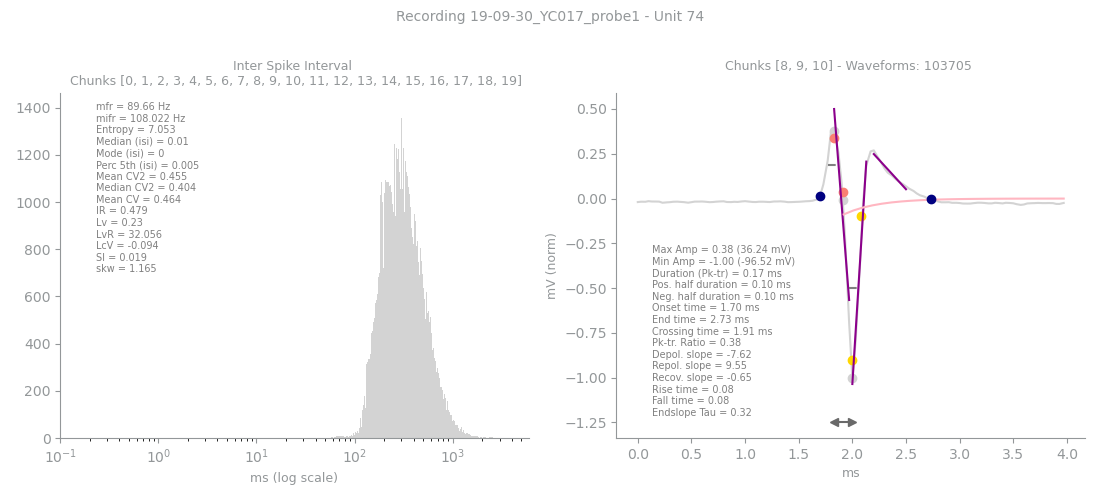 Recording 19-09-30_YC017_probe1 - Unit 74
Inter Spike Interval
Chunks [0, 1, 2, 3, 4, 5, 6, 7, 8, 9, 10, 11, 12, 13, 14, 15, 16, 17, 18, 19]
1400
1200
1000
800
600
400
200
0
mfr = 89.66 Hz
mifr = 108.022 Hz
Entropy = 7.053
Median (isi) = 0.01
Mode (isi) = 0
Perc 5th (isi) = 0.005
Mean CV2 = 0.455
Median CV2 = 0.404
Mean CV = 0.464
IR = 0.479
Lv = 0.23
LvR = 32.056
LcV = -0.094
SI = 0.019
skw = 1.165
10⁻¹ 10⁰ 10¹ 10² 10³
ms (log scale)
Chunks [8, 9, 10] - Waveforms: 103705
mV (norm)
0.50
0.25
0.00
−0.25
−0.50
−0.75
−1.00
−1.25
Max Amp = 0.38 (36.24 mV)
Min Amp = -1.00 (-96.52 mV)
Duration (Pk-tr) = 0.17 ms
Pos. half duration = 0.10 ms
Neg. half duration = 0.10 ms
Onset time = 1.70 ms
End time = 2.73 ms
Crossing time = 1.91 ms
Pk-tr. Ratio = 0.38
Depol. slope = -7.62
Repol. slope = 9.55
Recov. slope = -0.65
Rise time = 0.08
Fall time = 0.08
Endslope Tau = 0.32
0.0 0.5 1.0 1.5 2.0 2.5 3.0 3.5 4.0
ms